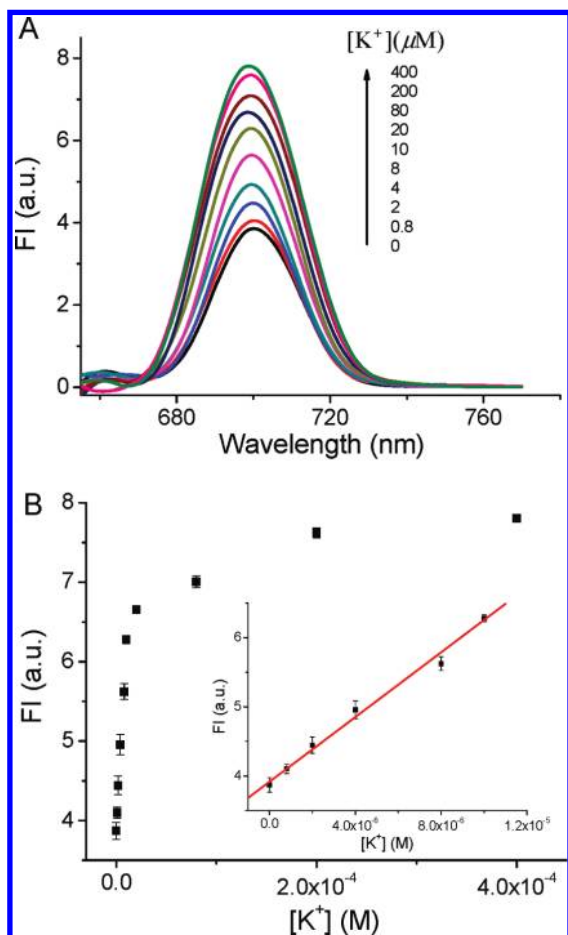 A
[K⁺](μM)
400
200
80
20
10
8
4
2
0.8
0
8
6
4
2
0
FI (a.u.)
680
720
760
Wavelength (nm)
B
8
7
6
5
4
FI (a.u.)
6
5
4
FI (a.u.)
0.0
4.0x10⁻⁶
8.0x10⁻⁶
1.2x10⁻⁵
[K⁺] (M)
0.0
2.0x10⁻⁴
4.0x10⁻⁴
[K⁺] (M)